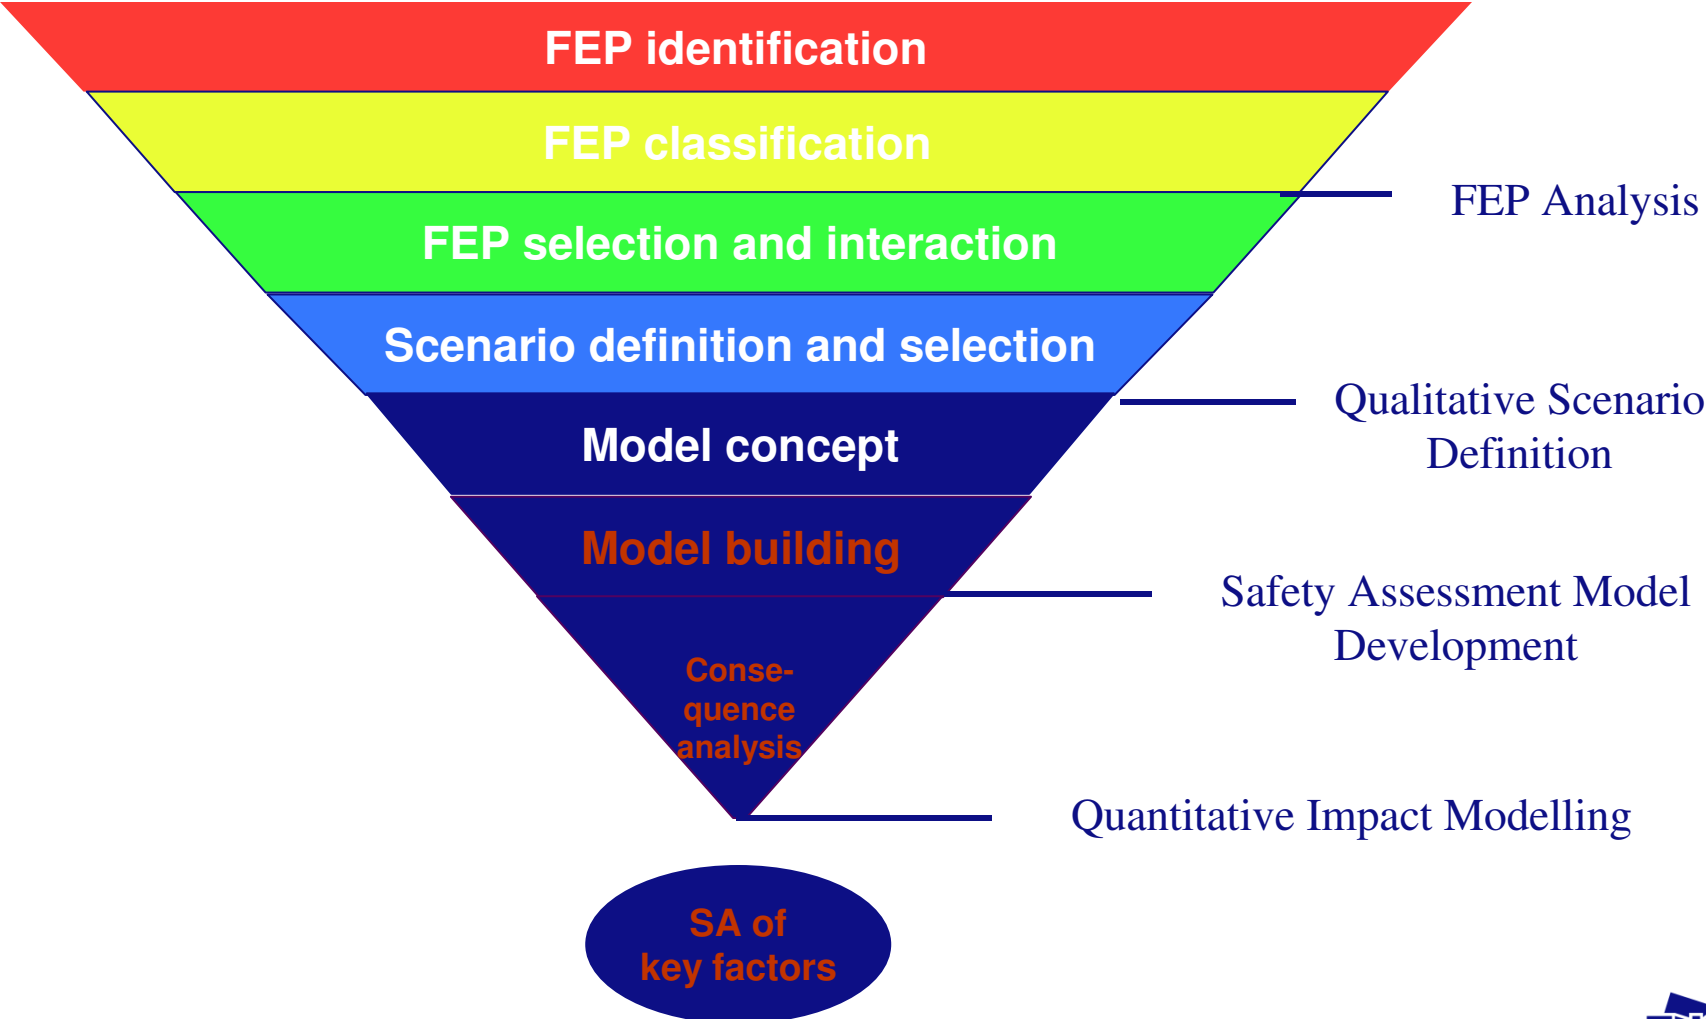 FEP identification
FEP classification
FEP Analysis
FEP selection and interaction
Scenario definition and selection
Qualitative Scenario
Definition
Model concept
Model building
Safety Assessment Model
Development
Conse-
quence
analysis
Quantitative Impact Modelling
SA of
key factors